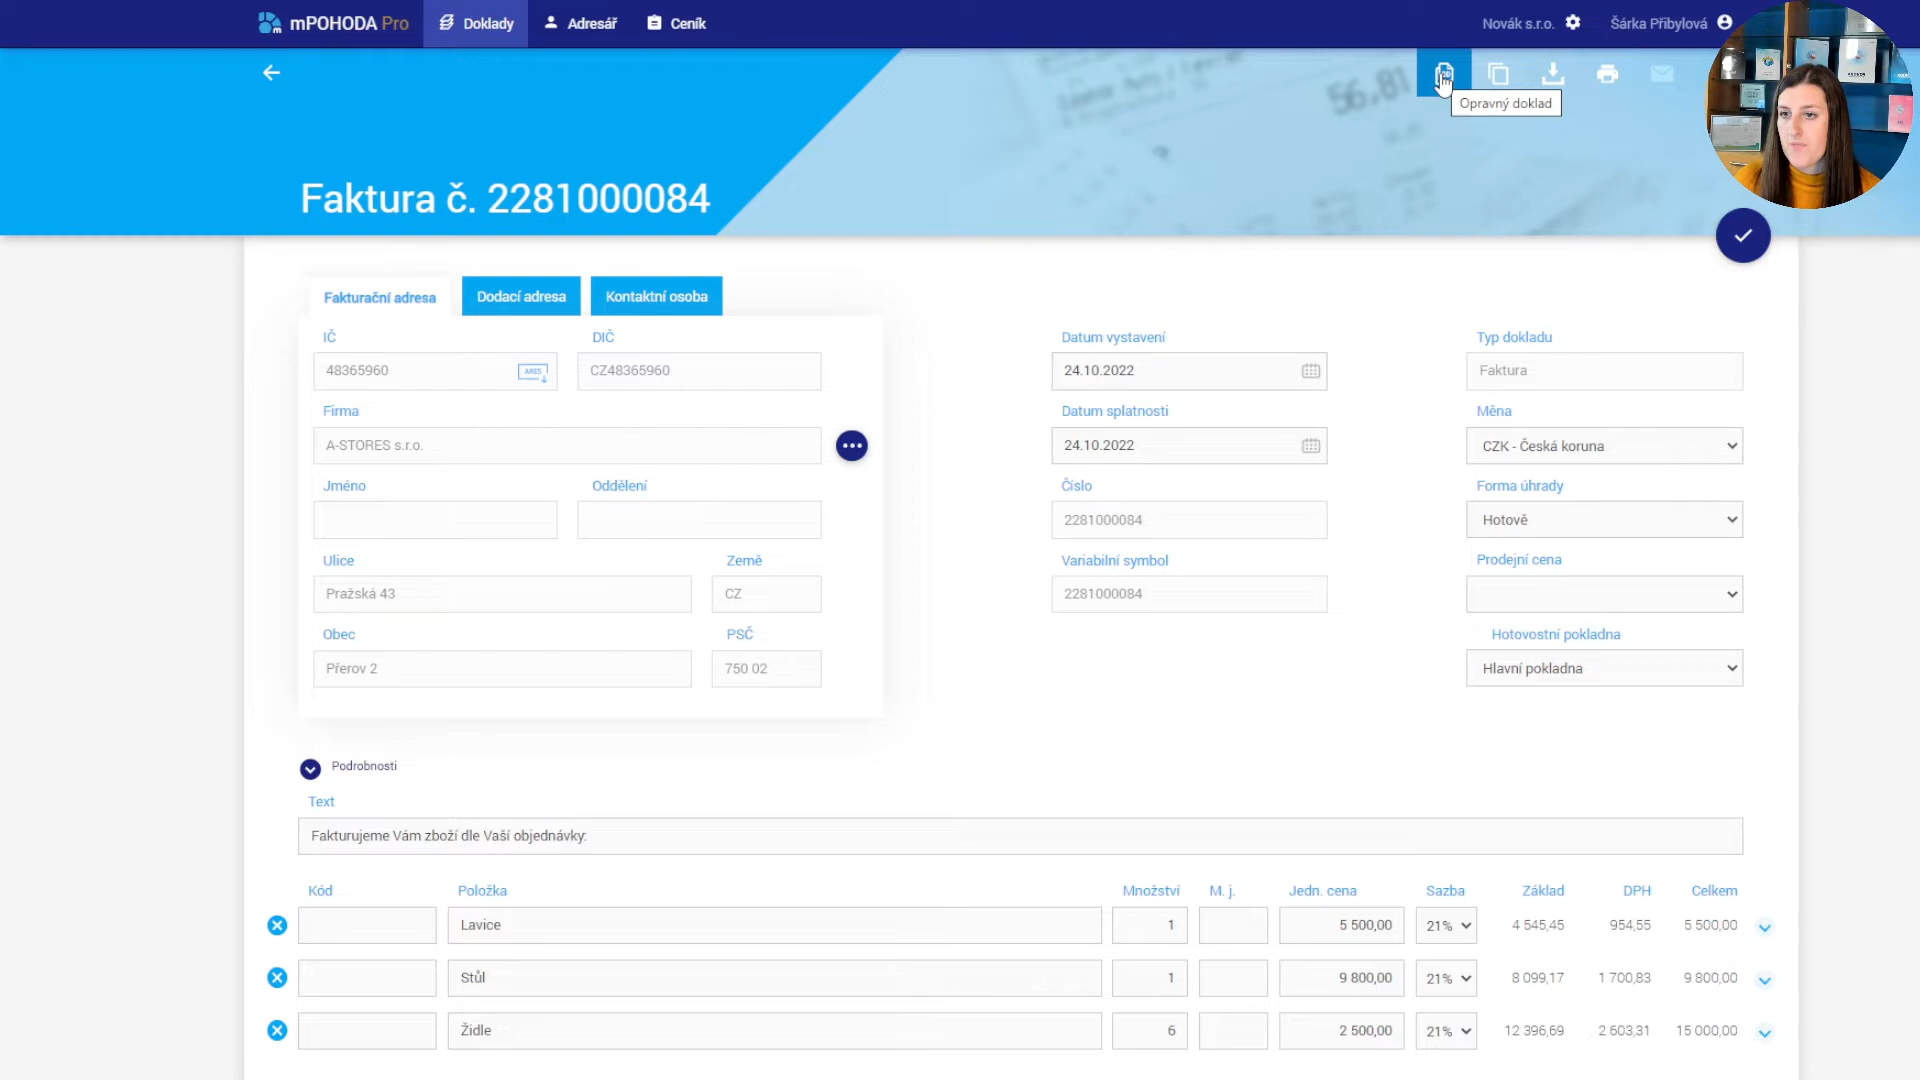 mPOHODA Pro Doklady Adresář Ceník Novák s.r.o. Šárka Přibylová
56,81
Opravný doklad
Faktura č. 2281000084
Fakturační adresa Dodací adresa Kontaktní osoba
IČ DIČ Datum vystavení Typ dokladu
48365960 ARES CZ48365960 24.10.2022 Faktura
Firma Datum splatnosti Měna
A-STORES s.r.o. 24.10.2022 CZK - Česká koruna
Jméno Oddělení Číslo Forma úhrady
2281000084 Hotově
Ulice Země Variabilní symbol Prodejní cena
Pražská 43 CZ 2281000084
Obec PSČ Hotovostní pokladna
Přerov 2 750 02 Hlavní pokladna
Podrobnosti
Text
Fakturujeme Vám zboží dle Vaší objednávky:
Kód Položka Množství M. j. Jedn. cena Sazba Základ DPH Celkem
Lavice 1 5 500,00 21% 4 545,45 954,55 5 500,00
Stůl 1 9 800,00 21% 8 099,17 1 700,83 9 800,00
Židle 6 2 500,00 21% 12 396,69 2 603,31 15 000,00